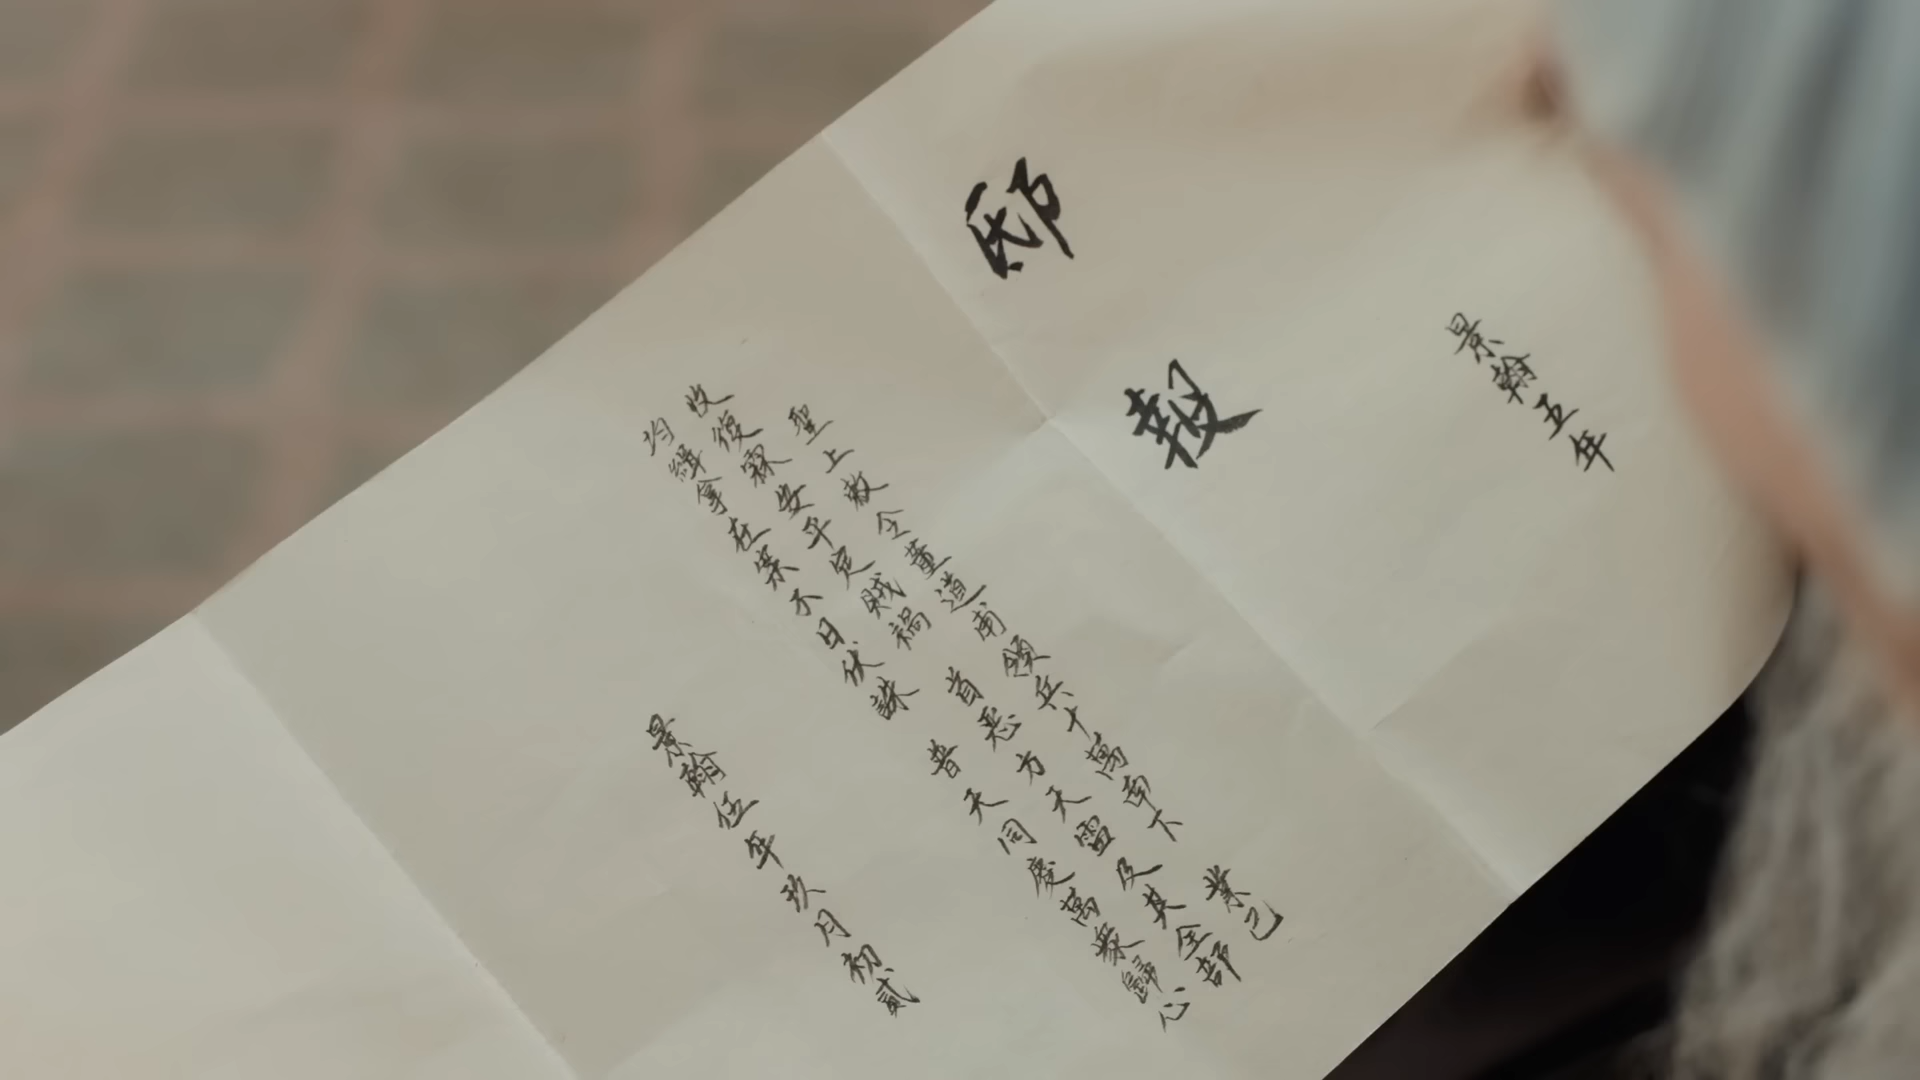 景翰五年
邸報
聖上敕令董道甫領兵十萬南下 業已
收復霖安平定賊禍 首惡方天雷及其全部
均緝拿在案不日伏誅 普天同慶萬眾歸心
景翰伍年玖月初貳